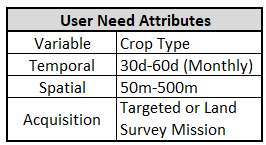 User Need Attributes
Variable Crop Type
Temporal 30d-60d (Monthly)
Spatial 50m-500m
Acquisition Targeted or Land
Survey Mission